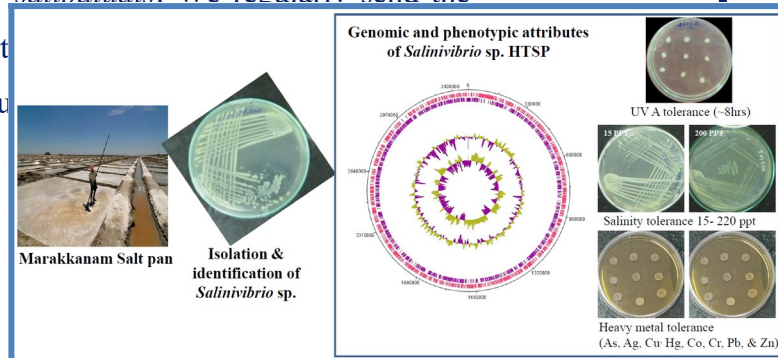 Genomic and phenotypic attributes
of Salinivibrio sp. HTSP
UV A tolerance (~8hrs)
15 PPT
200 PPT
Salinity tolerance 15- 220 ppt
Marakkanam Salt pan
Isolation &
identification of
Salinivibrio sp.
Heavy metal tolerance
(As, Ag, Cu Hg, Co, Cr, Pb, & Zn)